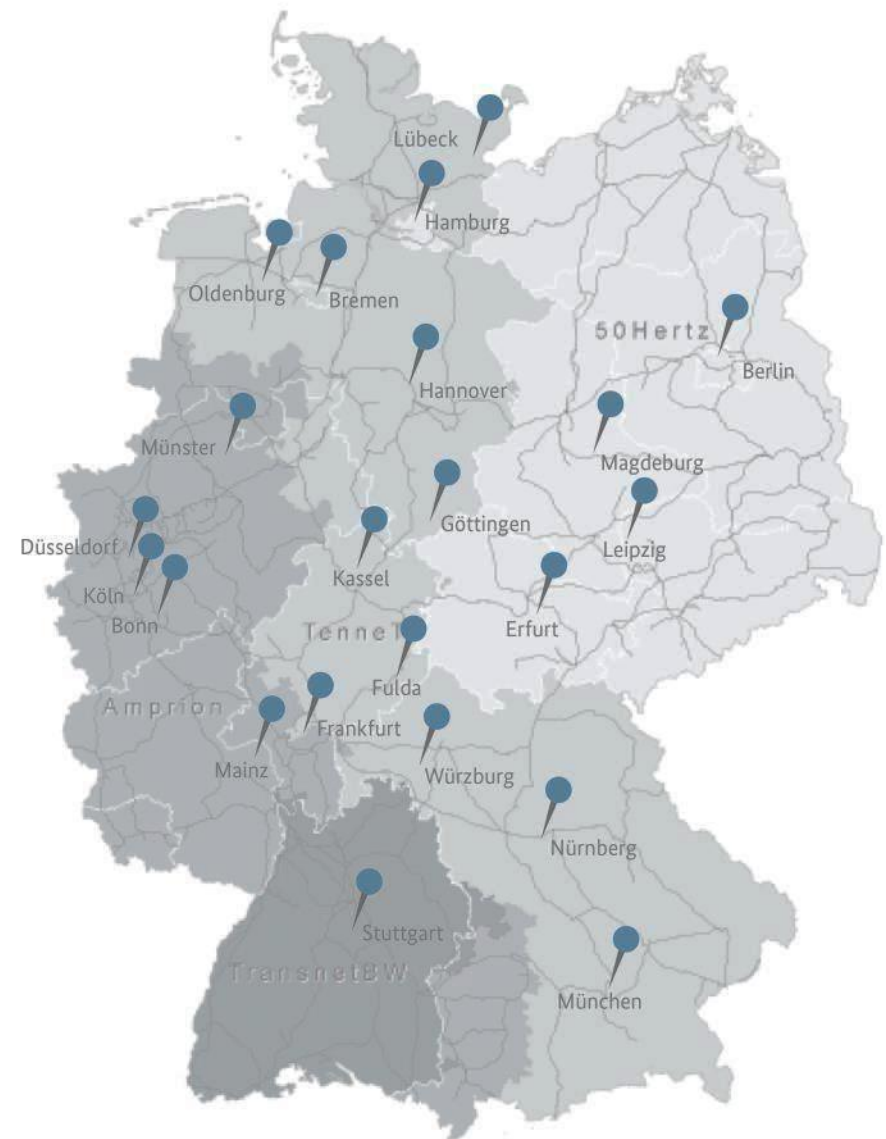 Lübeck
Hamburg
Oldenburg
Bremen
50Hertz
Berlin
Hannover
Münster
Magdeburg
Göttingen
Düsseldorf
Leipzig
Kassel
Köln
Bonn
Erfurt
TenneT
Fulda
Amprion
Frankfurt
Mainz
Würzburg
Nürnberg
Stuttgart
TransnetBW
München